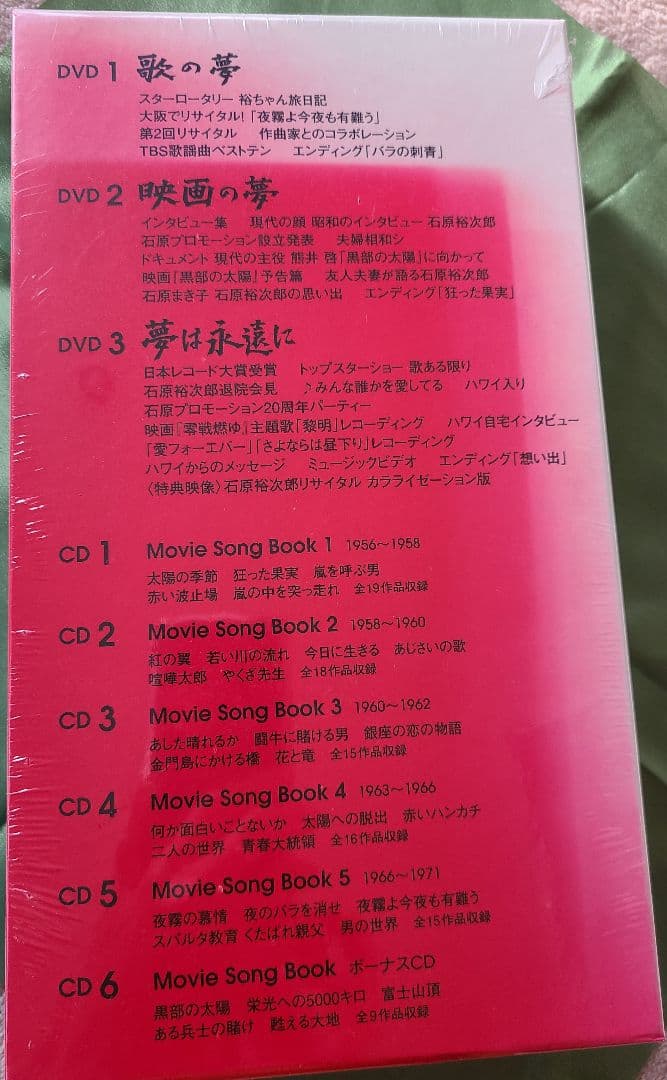 DVD 1 歌の夢
スターロータリー 裕ちゃん旅日記
大阪でリサイタル!「夜霧よ今夜も有難う」
第2回リサイタル 作曲家とのコラボレーション
TBS歌謡曲ベストテン エンディング「バラの刺青」
DVD 2 映画の夢
インタビュー集 現代の顔 昭和のインタビュー 石原裕次郎
石原プロモーション設立発表 夫婦相和シ
ドキュメント 現代の主役 熊井 啓『黒部の太陽』に向かって
映画『黒部の太陽』予告篇 友人夫妻が語る石原裕次郎
石原まき子 石原裕次郎の思い出 エンディング「狂った果実」
DVD 3 夢は永遠に
日本レコード大賞受賞 トップスターショー 歌ある限り
石原裕次郎退院会見 ♪みんな誰かを愛してる ハワイ入り
石原プロモーション20周年パーティー
映画『零戦燃ゆ』主題歌「黎明」レコーディング ハワイ自宅インタビュー
「愛フォーエバー」「さよならは昼下り」レコーディング
ハワイからのメッセージ ミュージックビデオ エンディング「想い出」
〈特典映像〉石原裕次郎リサイタル カラライゼーション版
CD 1 Movie Song Book 1 1956〜1958
太陽の季節 狂った果実 嵐を呼ぶ男
赤い波止場 嵐の中を突っ走れ 全19作品収録
CD 2 Movie Song Book 2 1958〜1960
紅の翼 若い川の流れ 今日に生きる あじさいの歌
喧嘩太郎 やくざ先生 全18作品収録
CD 3 Movie Song Book 3 1960〜1962
あした晴れるか 闘牛に賭ける男 銀座の恋の物語
金門島にかける橋 花と竜 全15作品収録
CD 4 Movie Song Book 4 1963〜1966
何か面白いことないか 太陽への脱出 赤いハンカチ
二人の世界 青春大統領 全16作品収録
CD 5 Movie Song Book 5 1966〜1971
夜霧の慕情 夜のバラを消せ 夜霧よ今夜も有難う
スパルタ教育 くたばれ親父 男の世界 全15作品収録
CD 6 Movie Song Book ボーナスCD
黒部の太陽 栄光への5000キロ 富士山頂
ある兵士の賭け 甦える大地 全9作品収録